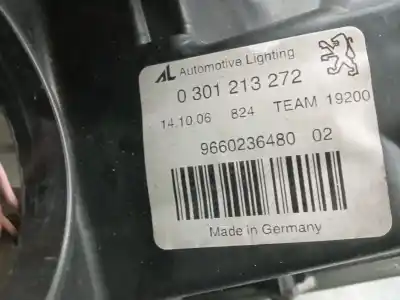 AL Automotive Lighting
0 301 213 272
14.10.06 824 TEAM 19200
9660236480 02
Made in Germany